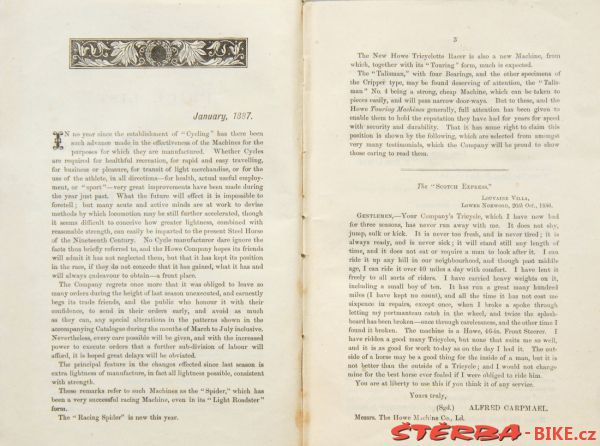 January, 1887.
IN no year since the establishment of "Cycling" has there been
such advance made in the effectiveness of the Machines for the
purposes for which they are manufactured. Whether Cycles
are required for healthful recreation, for rapid and easy travelling,
for business or pleasure, for transit of light merchandise, or for the
use of the athlete, in all directions—for health, actual useful employ-
ment, or "sport"—very great improvements have been made during
the year just past. What the future will effect it is impossible to
foretell; but many acute and active minds are at work to devise
methods by which locomotion may be still further accelerated, though
it seems difficult to conceive how greater lightness, combined with
reasonable strength, can easily be imparted to the present Steel Horse
of the Nineteenth Century. No Cycle manufacturer dare ignore the
facts thus briefly referred to, and the Howe Company hopes its friends
will admit it has not neglected them, but that it has kept its position
in the race, if they do not concede that it has gained, what it has and
will always endeavour to obtain—a front place.
The Company regrets once more that it was obliged to leave so
many orders during the height of last season unexecuted, and earnestly
begs its trade friends, and the public who honour it with their
confidence, to send in their orders early, and avoid as much
as they can, any special alterations in the patterns shown in the
accompanying Catalogue during the months of March to July inclusive.
Nevertheless, every care possible will be given, and with the increased
power to execute orders that a further sub-division of labour will
afford, it is hoped great delays will be obviated.
The principal feature in the changes effected since last season is
extra lightness of manufacture, in fact all lightness possible, consistent
with strength.
These remarks refer to such Machines as the "Spider," which has
been a very successful racing Machine, even in its "Light Roadster"
form.
The "Racing Spider" is new this year.
3
The New Howe Tricyclette Racer is also a new Machine, from
which, together with its "Touring" form, much is expected.
The "Talisman," with four Bearings, and the other specimens of
the Cripper type, may be found deserving of attention, the "Talis-
man" No. 4 being a strong, cheap Machine, which can be taken to
pieces easily, and will pass narrow door-ways. But to these, and the
Howe Touring Machines generally, full attention has been given to
enable them to hold the reputation they have had for years for speed
with security and durability. That it has some right to claim this
position is shown by the following, which are selected from amongst
very many testimonials, which the Company will be proud to show
those caring to read them.
The "Scotch Express."
Louvaine Villa,
Lower Norwood, 20th Oct., 1886.
Gentlemen,—Your Company's Tricycle, which I have now had
for three seasons, has never run away with me. It does not shy,
jump, sulk or kick. It is never too fresh, and is never tired; it is
always ready, and is never sick; it will stand still any length of
time, and it does not eat or require a man to look after it. I can
ride it up any hill in our neighbourhood, and though past middle
age, I can ride it over 60 miles a day with comfort. I have lent it
freely to all sorts of riders. I have carried heavy weights on it,
including a small boy of ten. It has run a great many hundred
miles (I have kept no count), and all the time it has not cost me
sixpence in repairs, except once, when I broke a spoke through
letting my portmanteau catch in the wheel, and twice the splash-
board has been broken—once through carelessness, and the other time I
found it broken. The machine is a Howe, 46-in. Front Steerer. I
have ridden a good many Tricycles, but none that suits me so well,
and it is as good for work to-day as on the day I had it. The out-
side of a horse may be a good thing for the inside of a man, but it is
not better than the outside of a Tricycle; and I would not change
mine for the best horse ever foaled if I were obliged to ride him.
You are at liberty to use this if you think it of any service.
Yours truly,
(Sgd.) ALFRED CARPMAEL.
Messrs. The Howe Machine Co., Ld.
ŠTĚRBA-BIKE.cz